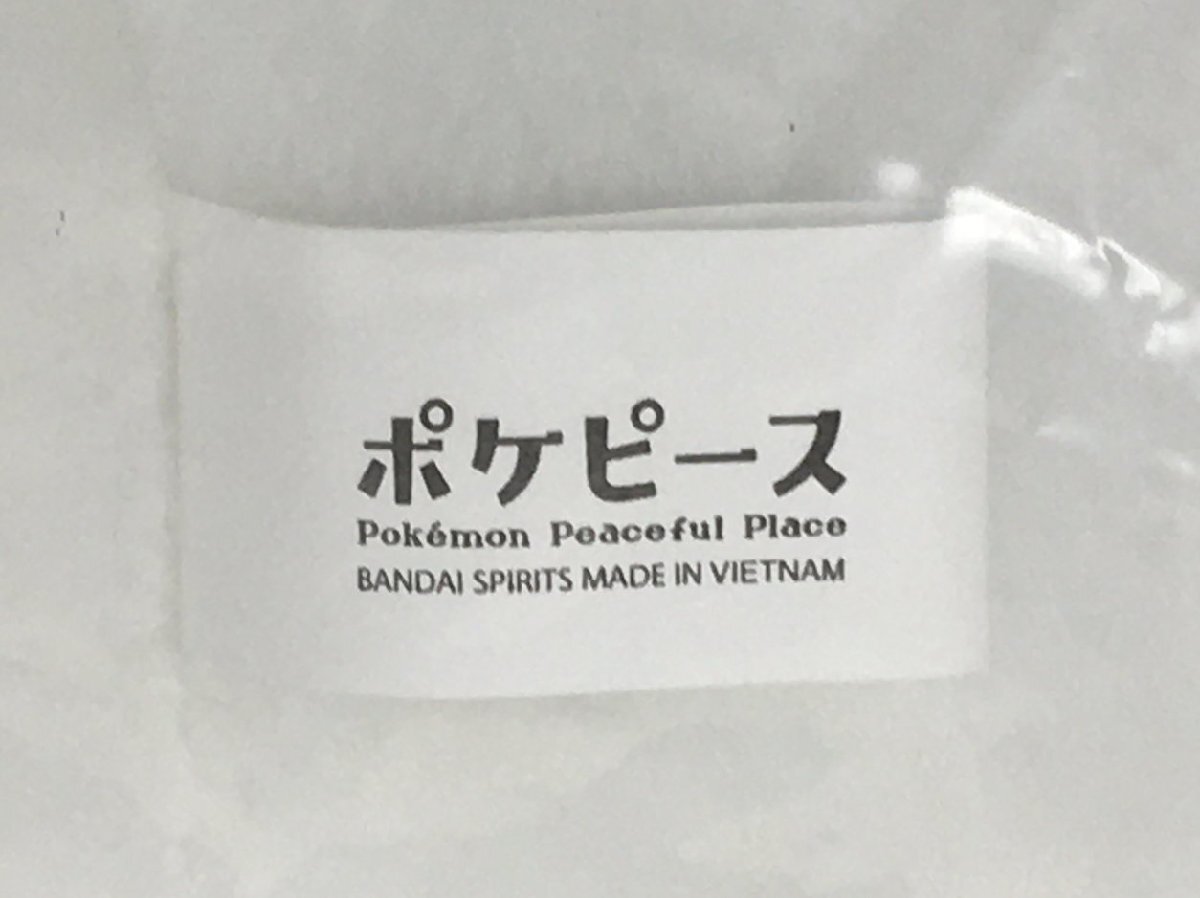 ポケピース
Pokémon Peaceful Place
BANDAI SPIRITS MADE IN VIETNAM